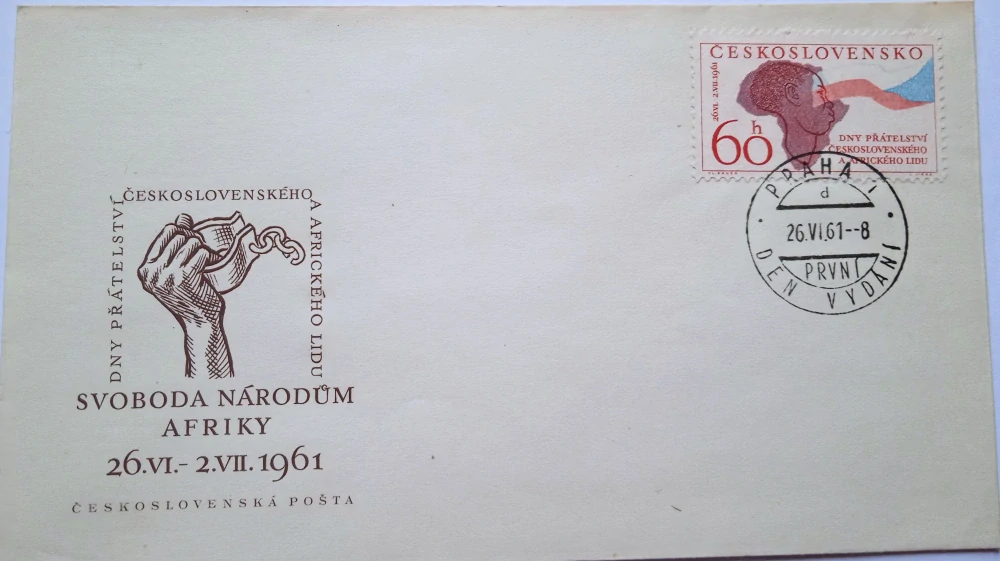 ČESKOSLOVENSKO
26.VI. 2.VII.1961
60h
DNY PŘÁTELSTVÍ
ČESKOSLOVENSKÉHO
A AFRICKÉHO LIDU
PRAHA 1
d
26.VI.61--8
PRVNÍ
DEN VYDÁNÍ
DNY PŘÁTELSTVÍ
ČESKOSLOVENSKÉHO
A AFRICKÉHO LIDU
SVOBODA NÁRODŮM
AFRIKY
26.VI.- 2.VII. 1961
ČESKOSLOVENSKÁ POŠTA